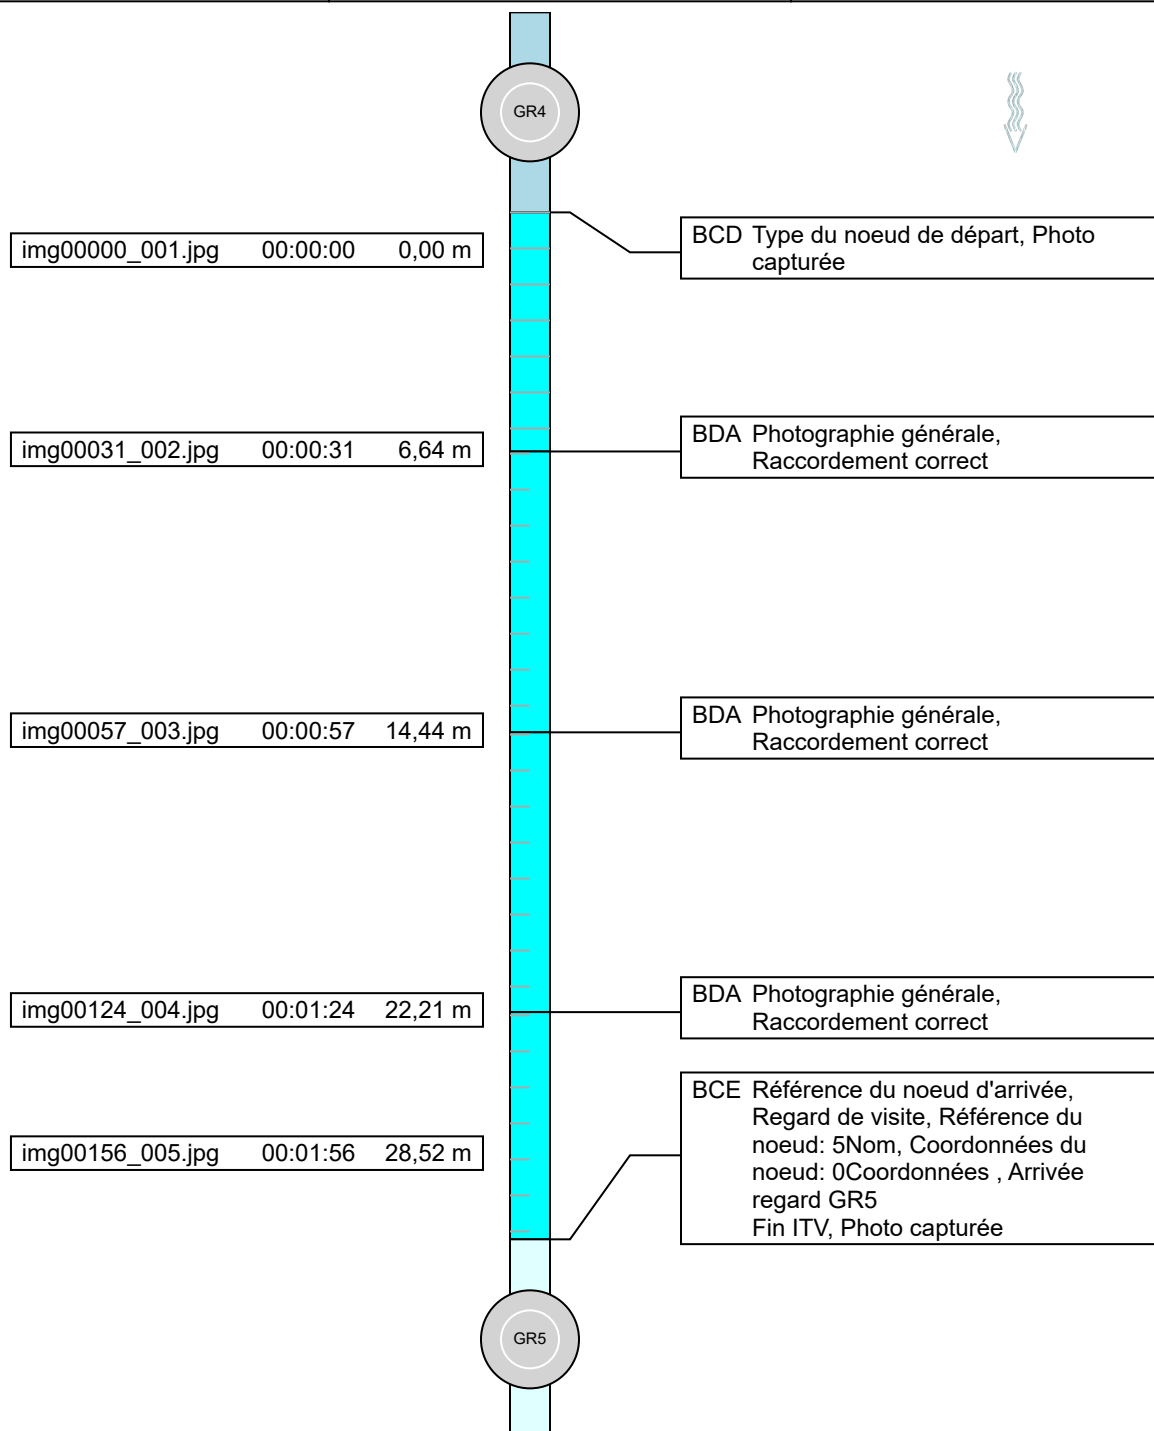 GR4
img00000_001.jpg 00:00:00 0,00 m
BCD Type du noeud de départ, Photo
capturée
img00031_002.jpg 00:00:31 6,64 m
BDA Photographie générale,
Raccordement correct
img00057_003.jpg 00:00:57 14,44 m
BDA Photographie générale,
Raccordement correct
img00124_004.jpg 00:01:24 22,21 m
BDA Photographie générale,
Raccordement correct
img00156_005.jpg 00:01:56 28,52 m
BCE Référence du noeud d'arrivée,
Regard de visite, Référence du
noeud: 5Nom, Coordonnées du
noeud: 0Coordonnées , Arrivée
regard GR5
Fin ITV, Photo capturée
GR5